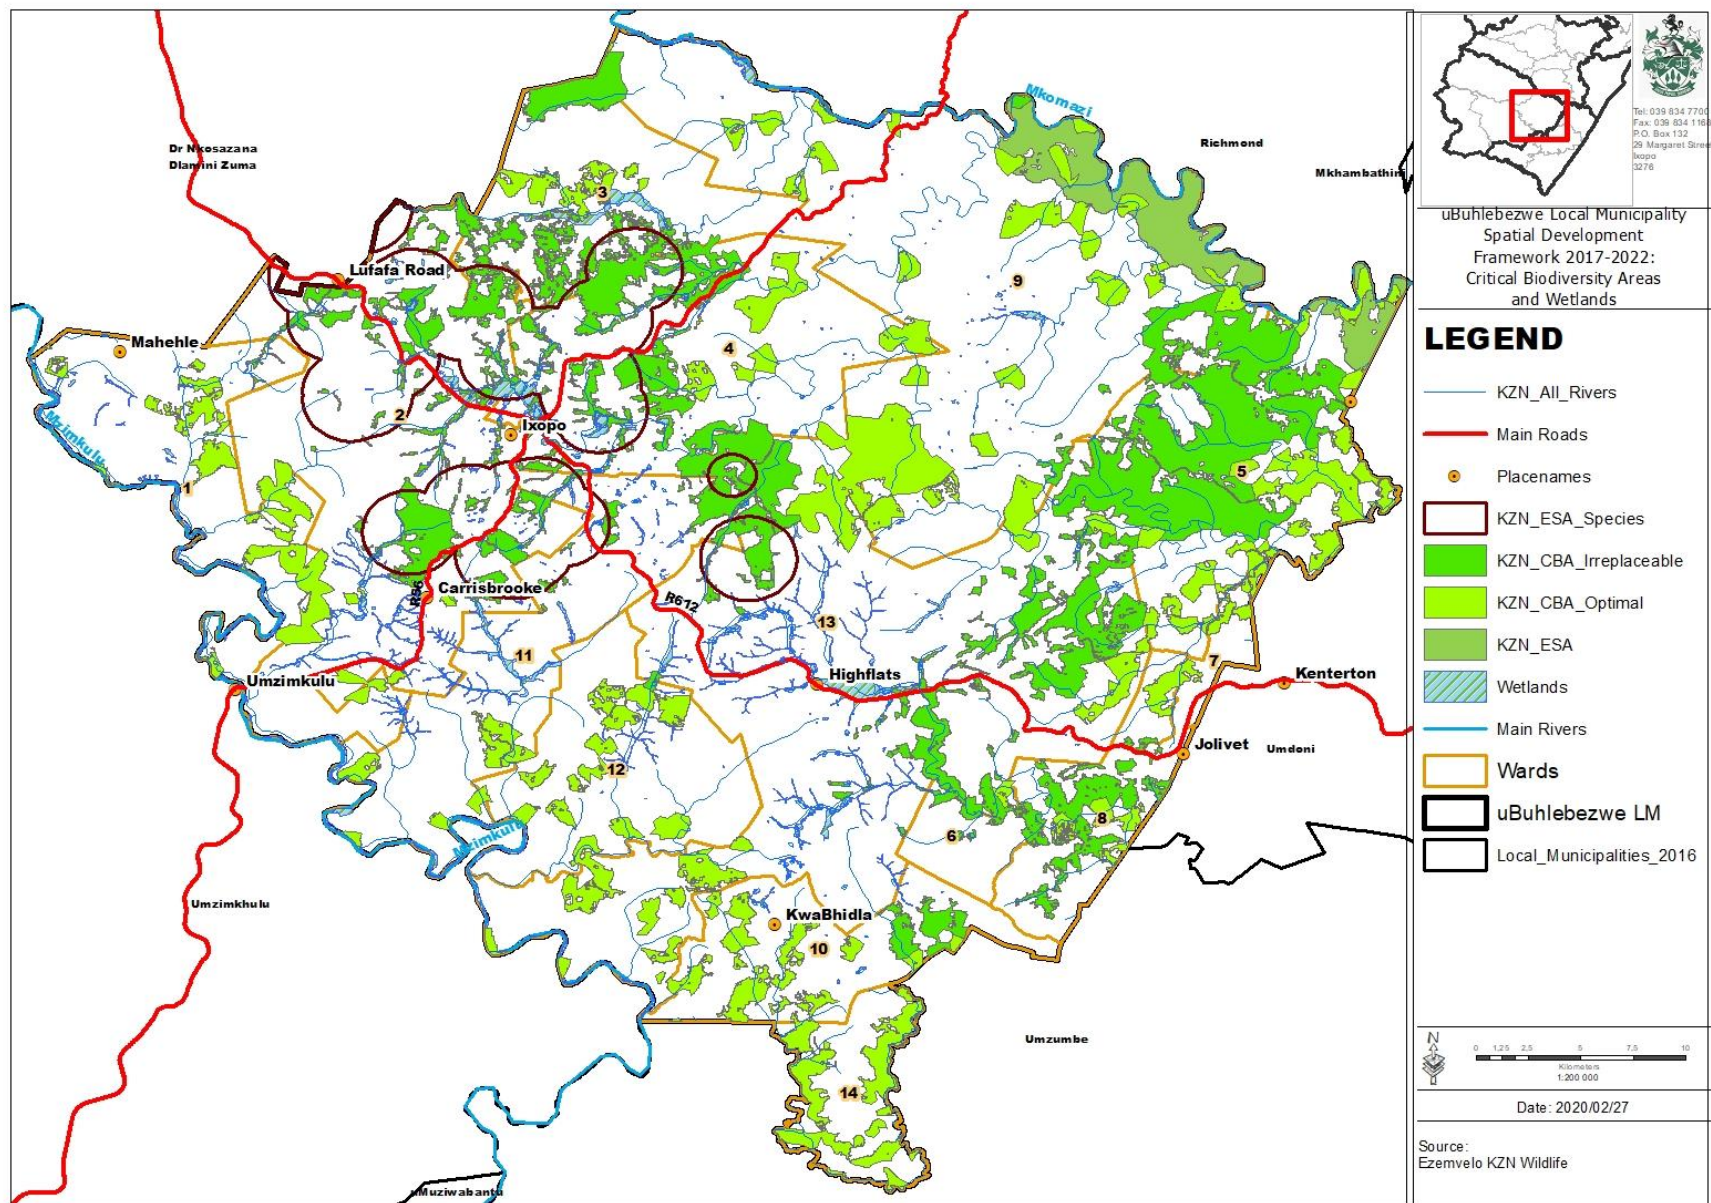 Mkomazi
Richmond
Dr Nkosazana
Dlamini Zuma
Mkhambathin
3
Lufafa Road
9
Mahehle
4
2
Ixopo
Mzimkulu
1
5
R56
Carrisbrooke
R612
13
11
7
Umzimkulu
Highflats
Kenterton
Jolivet
Umdoni
12
8
6
Mzimkulu
Umzimkhulu
KwaBhidla
10
Umzumbe
14
uMuziwabantu
Tel: 039 834 7700
Fax: 039 834 1168
P.O. Box 132
29 Margaret Street
Ixopo
3276
uBuhlebezwe Local Municipality
Spatial Development
Framework 2017-2022:
Critical Biodiversity Areas
and Wetlands
LEGEND
KZN_All_Rivers
Main Roads
Placenames
KZN_ESA_Species
KZN_CBA_Irreplaceable
KZN_CBA_Optimal
KZN_ESA
Wetlands
Main Rivers
Wards
uBuhlebezwe LM
Local_Municipalities_2016
N
0 1,25 2,5 5 7,5 10
Kilometers
1:200 000
Date: 2020/02/27
Source:
Ezemvelo KZN Wildlife